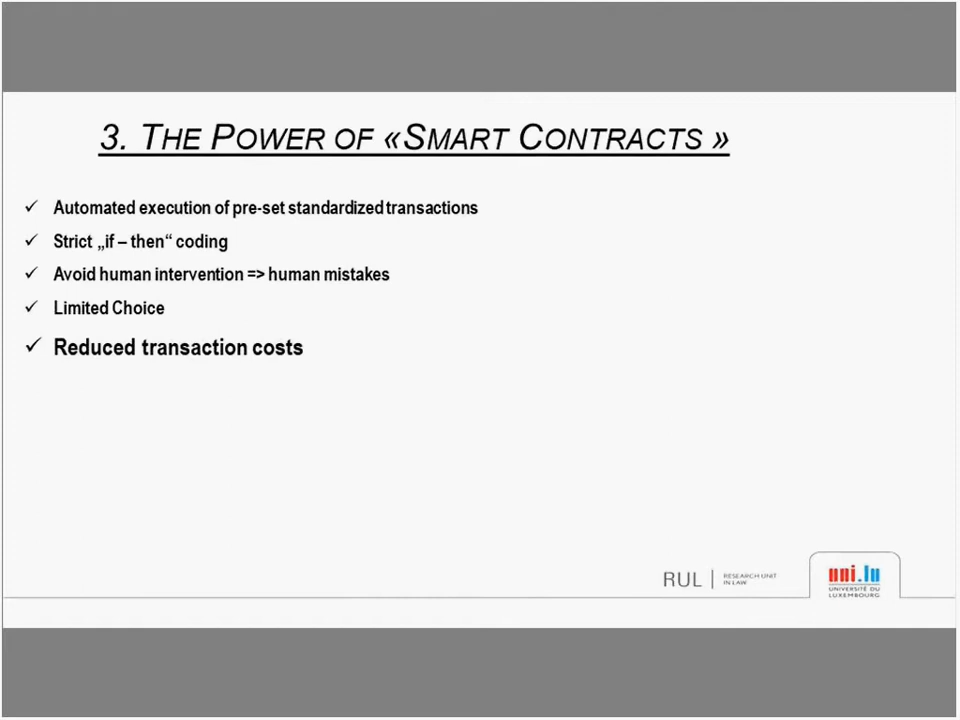 3. THE POWER OF «SMART CONTRACTS »
Automated execution of pre-set standardized transactions
Strict „if – then“ coding
Avoid human intervention => human mistakes
Limited Choice
Reduced transaction costs
RUL | RESEARCH UNIT
IN LAW
uni.lu
UNIVERSITÉ DU
LUXEMBOURG